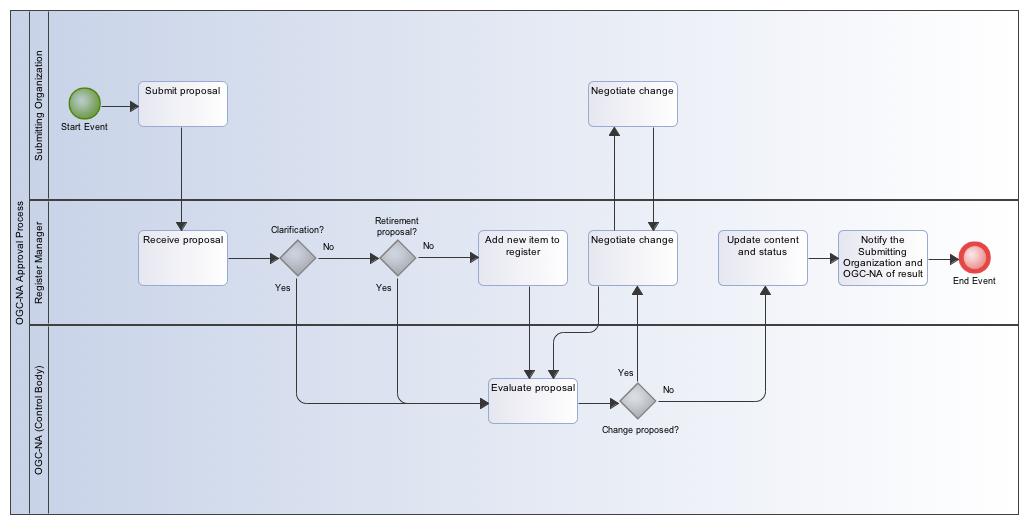 OGC-NA Approval Process
Submitting Organization
Start Event
Submit proposal
Negotiate change
Register Manager
Receive proposal
Clarification?
No
Yes
Retirement
proposal?
No
Yes
Add new item to
register
Negotiate change
Update content
and status
Notify the
Submitting
Organization and
OGC-NA of result
End Event
OGC-NA (Control Body)
Evaluate proposal
Yes
No
Change proposed?